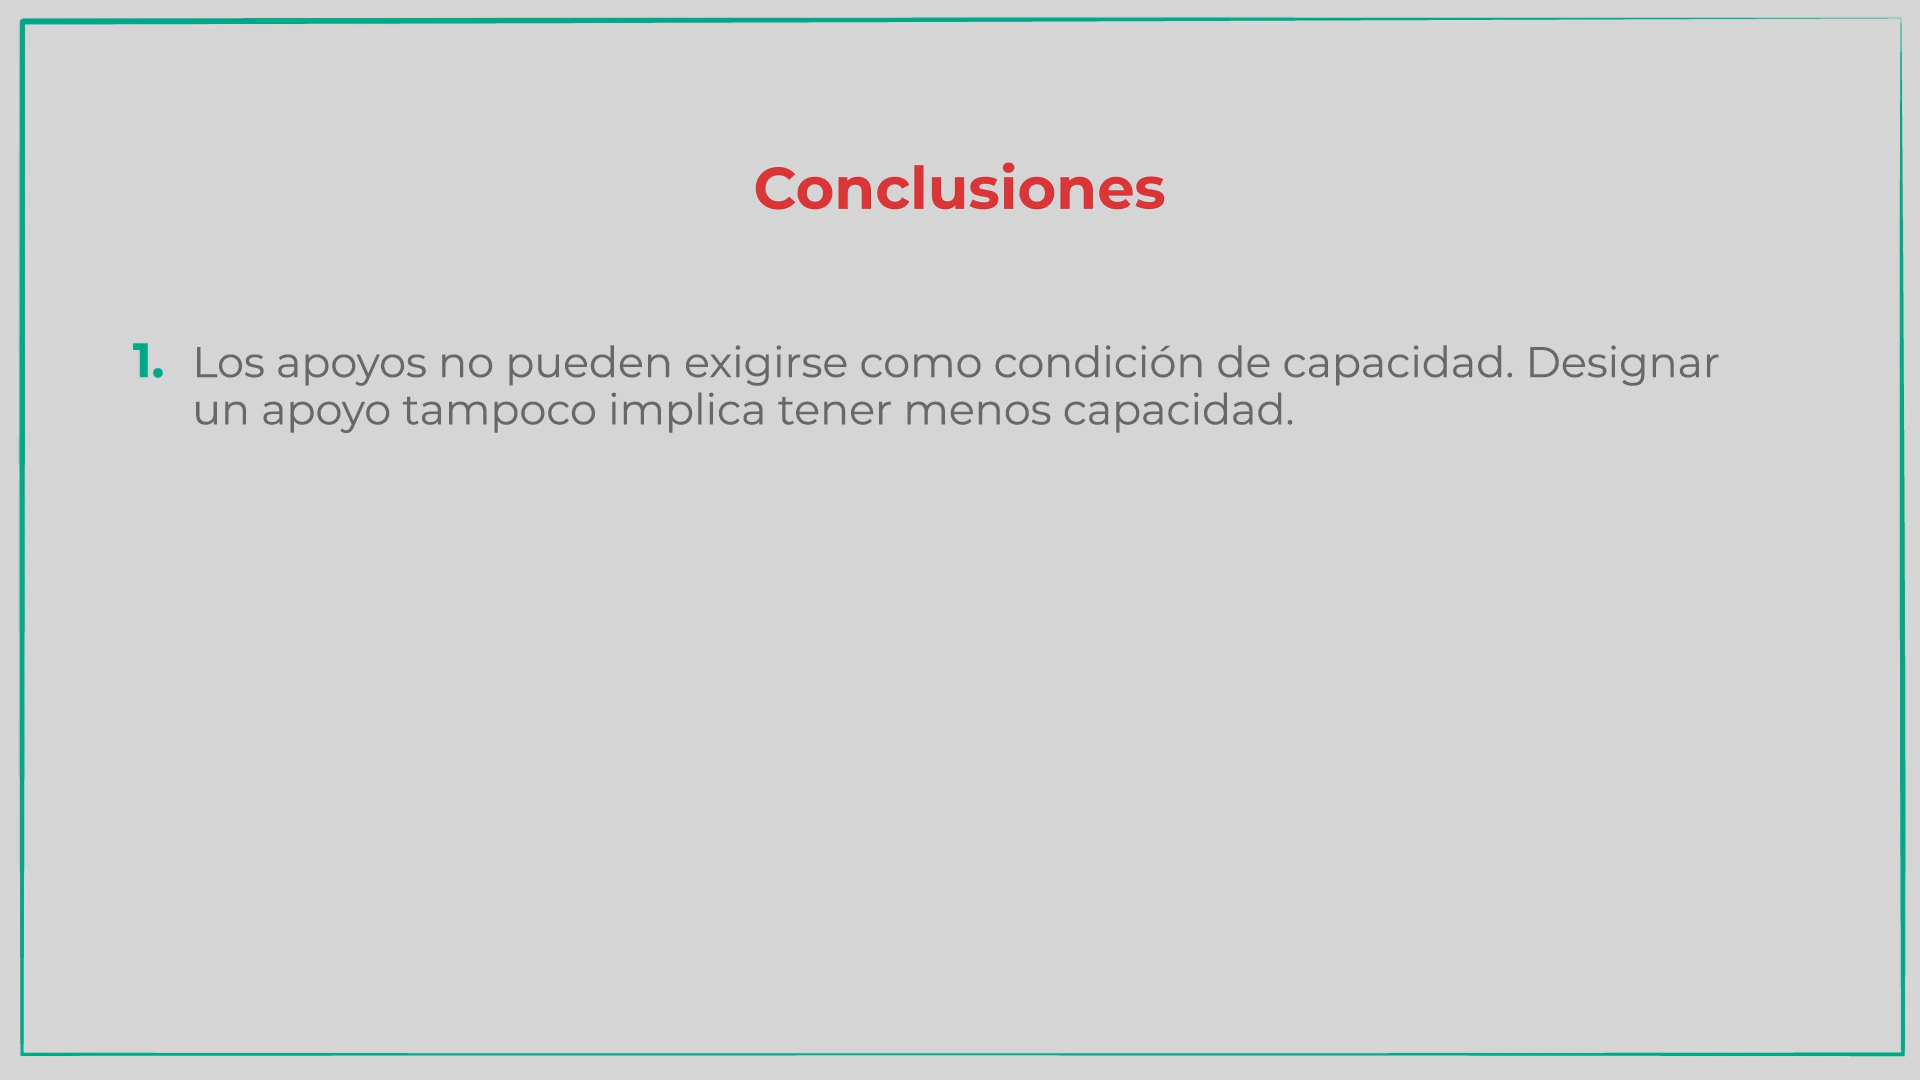 Conclusiones
1. Los apoyos no pueden exigirse como condición de capacidad. Designar
un apoyo tampoco implica tener menos capacidad.